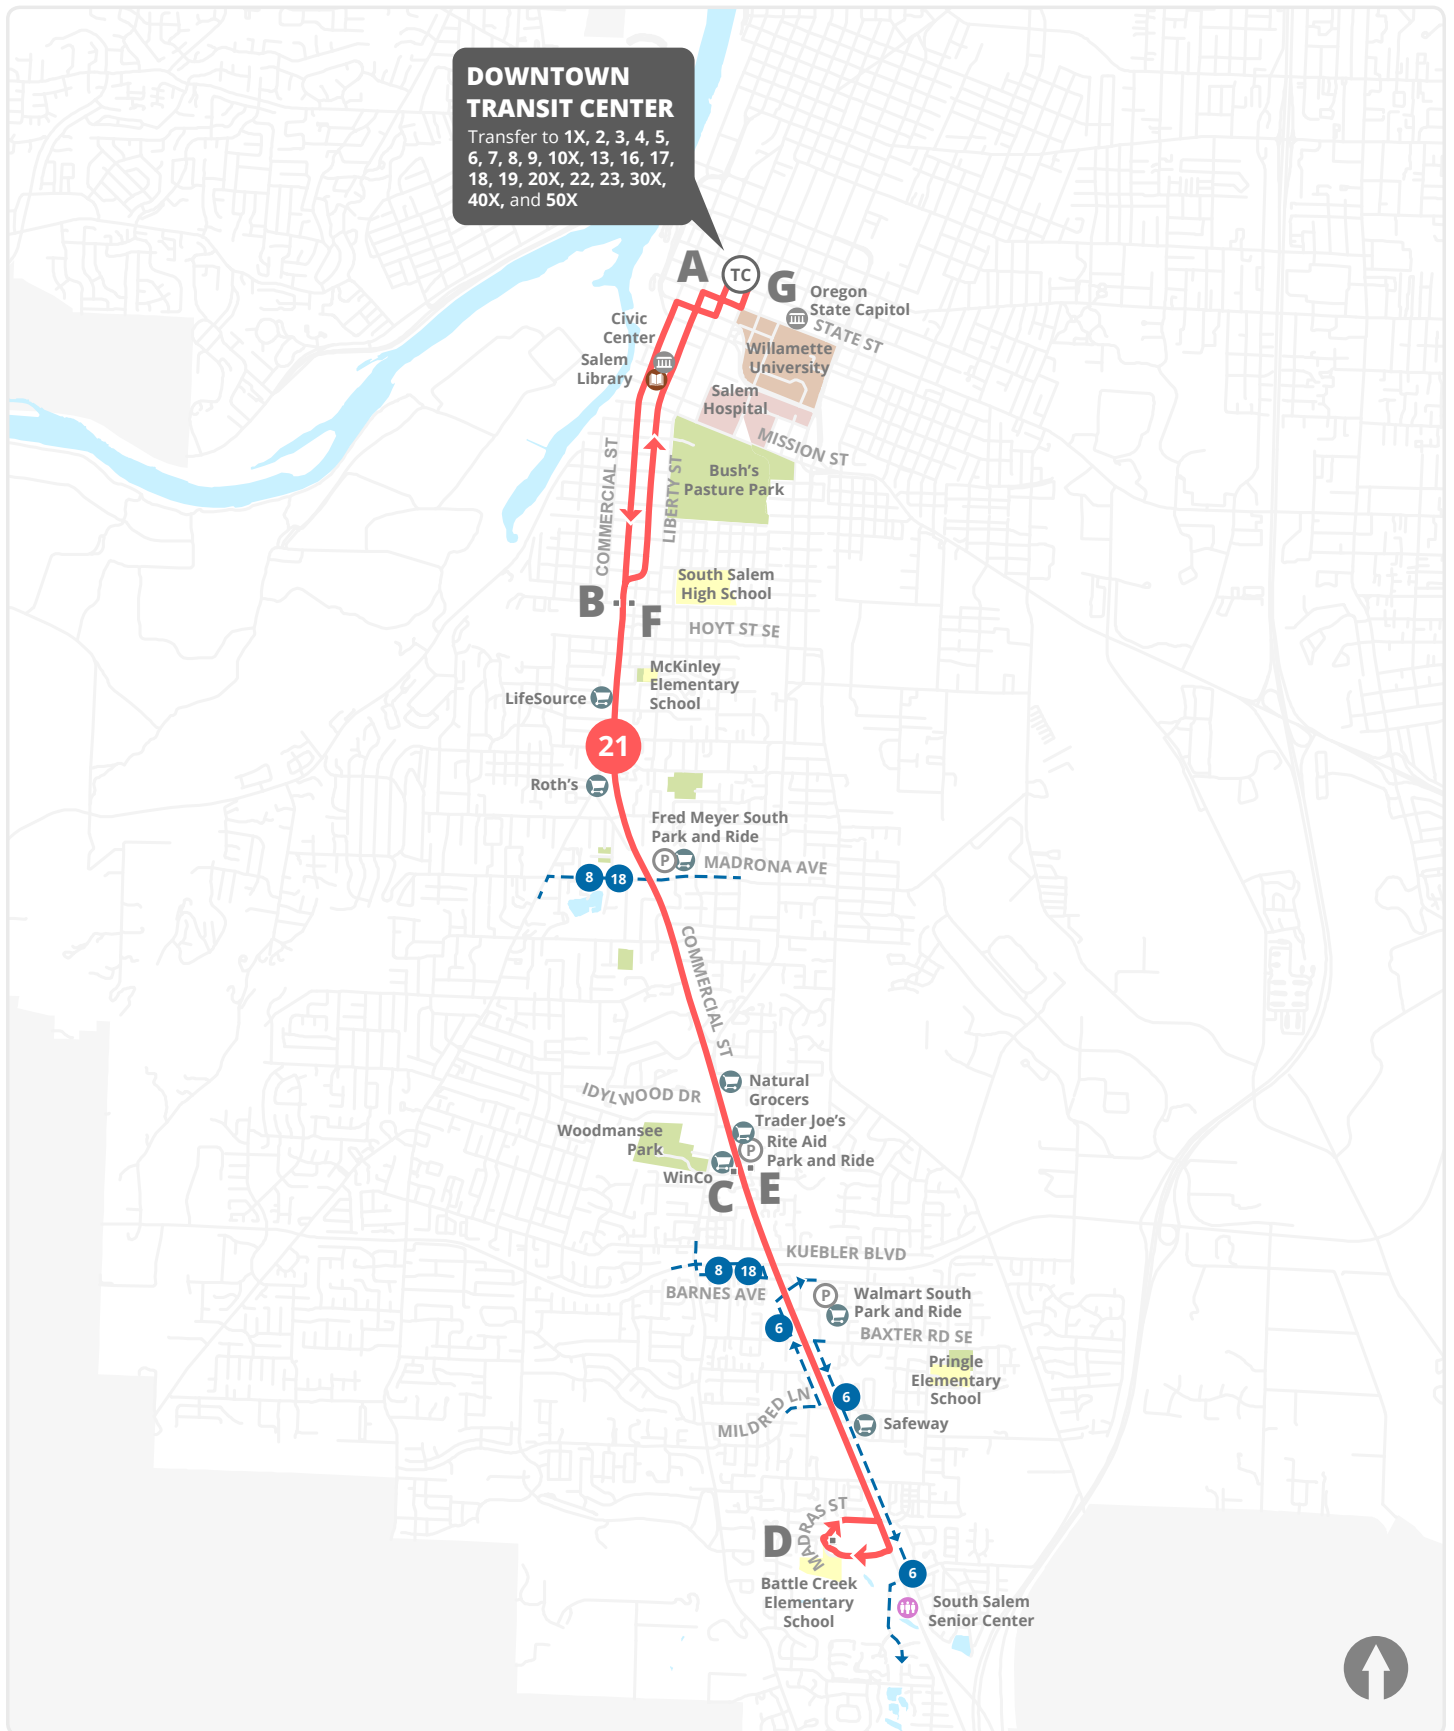 DOWNTOWN
TRANSIT CENTER
Transfer to 1X, 2, 3, 4, 5,
6, 7, 8, 9, 10X, 13, 16, 17,
18, 19, 20X, 22, 23, 30X,
40X, and 50X
A
TC
G
Oregon
State Capitol
STATE ST
Civic
Center
Salem
Library
Willamette
University
Salem
Hospital
MISSION ST
COMMERCIAL ST
LIBERTY ST
Bush's
Pasture Park
South Salem
High School
B
F
HOYT ST SE
McKinley
Elementary
School
LifeSource
21
Roth's
Fred Meyer South
Park and Ride
P
MADRONA AVE
8
18
COMMERCIAL ST
IDYLWOOD DR
Natural
Grocers
Trader Joe's
Woodmansee
Park
P
Rite Aid
Park and Ride
WinCo
C
E
KUEBLER BLVD
8
18
BARNES AVE
P
Walmart South
Park and Ride
6
BAXTER RD SE
Pringle
Elementary
School
MILDRED LN
6
Safeway
MADRAS ST
D
Battle Creek
Elementary
School
6
South Salem
Senior Center